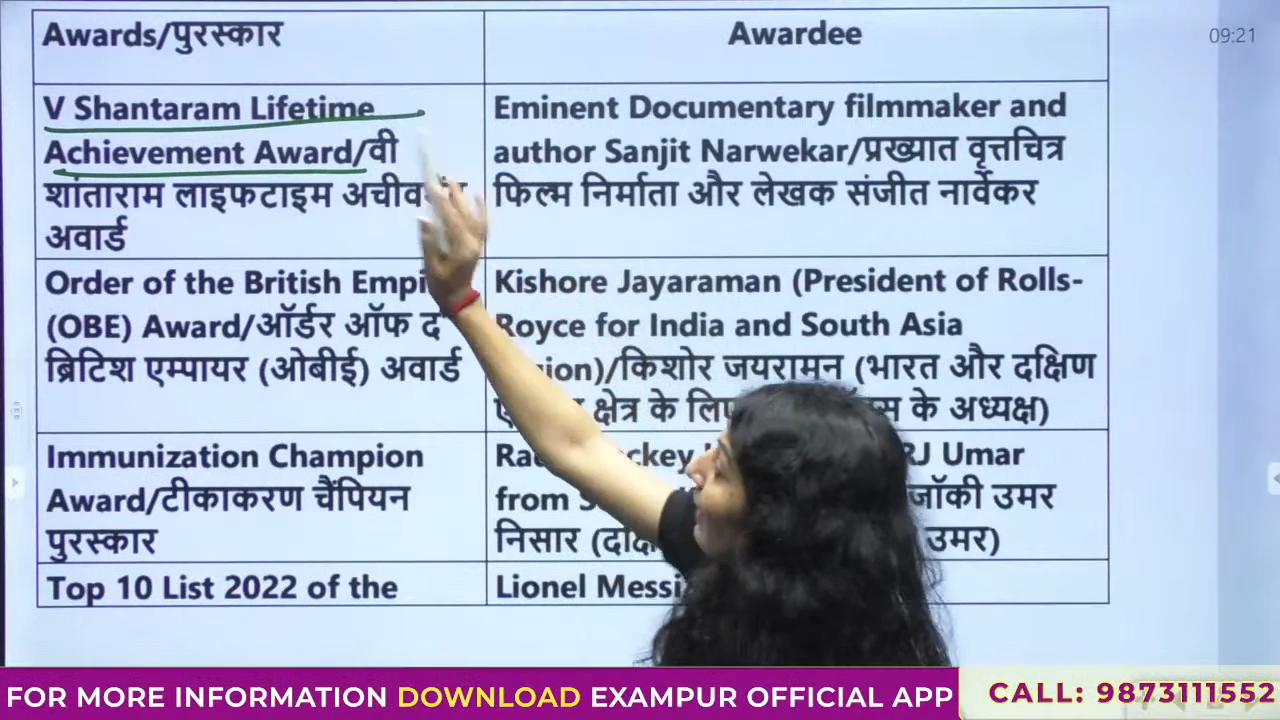 Awards/पुरस्कार
Awardee
09:21
V Shantaram Lifetime
Achievement Award/वी
शांताराम लाइफटाइम
अवार्ड
Eminent Documentary filmmaker and
author Sanjit Narwekar/प्रख्यात वृत्तचित्र
फिल्म निर्माता और लेखक संजीत नार्वेकर
Order of the British
(OBE) Award/ऑर्डर ऑफ द
ब्रिटिश एम्पायर (ओबीई) अवार्ड
Kishore Jayaraman (President of Rolls-
Royce for India and South Asia
किशोर जयरामन (भारत और दक्षिण
क्षेत्र के के अध्यक्ष)
Immunization Champion
Award/टीकाकरण चैंपियन
पुरस्कार
RJ Umar
from जॉकी उमर
निसार उमर)
Top 10 List 2022 of the
Lionel Messi
FOR MORE INFORMATION DOWNLOAD EXAMPUR OFFICIAL APP
CALL: 9873111552